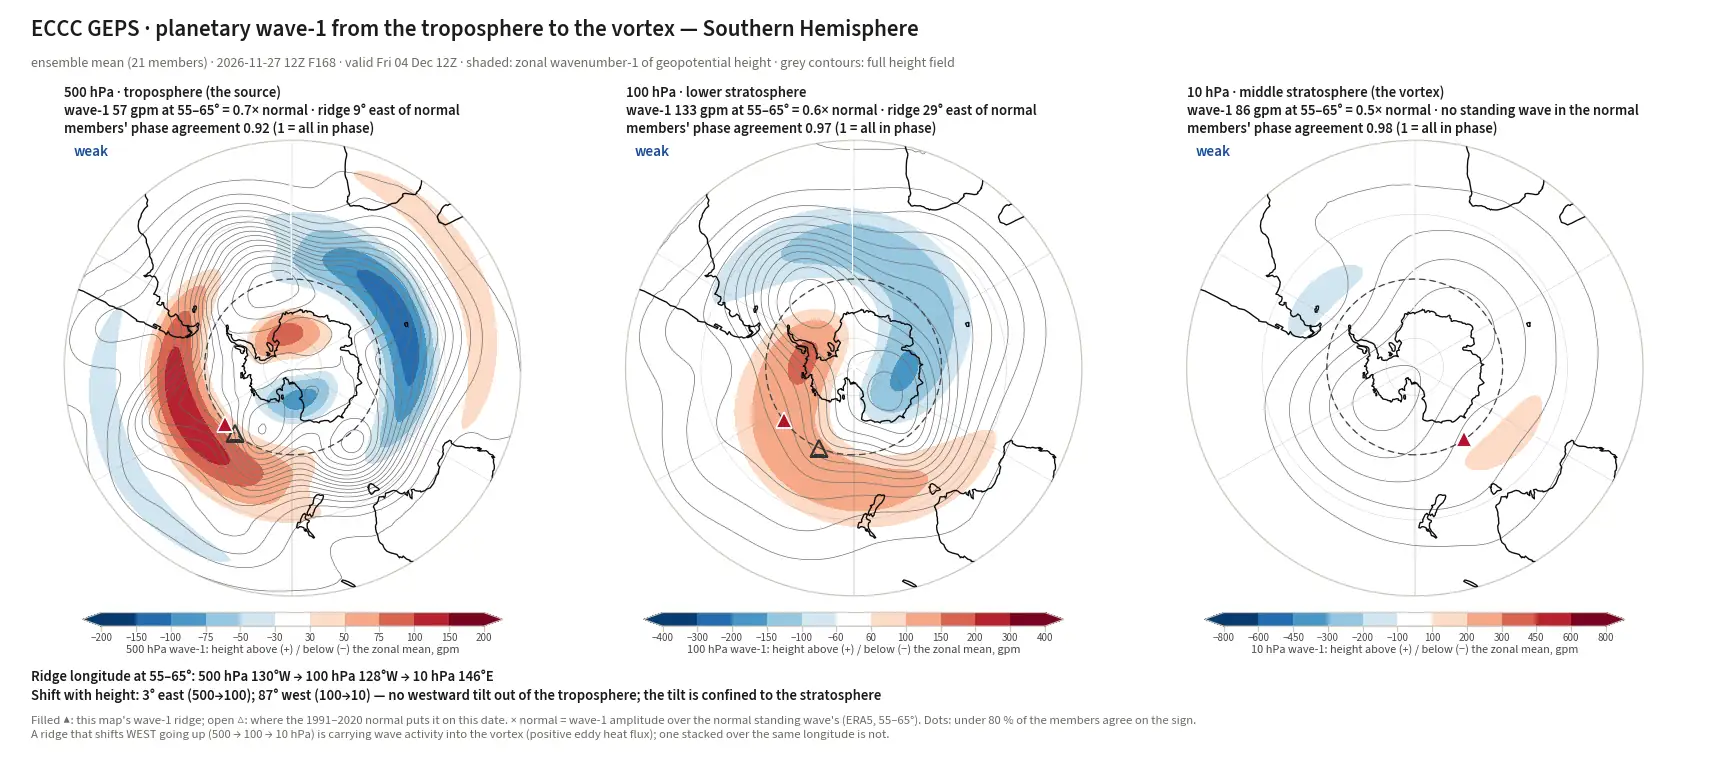 ECCC GEPS · planetary wave-1 from the troposphere to the vortex — Southern Hemisphere
ensemble mean (21 members) · 2026-11-27 12Z F168 · valid Fri 04 Dec 12Z · shaded: zonal wavenumber-1 of geopotential height · grey contours: full height field
500 hPa · troposphere (the source)
wave-1 57 gpm at 55–65° = 0.7× normal · ridge 9° east of normal
members' phase agreement 0.92 (1 = all in phase)
weak
100 hPa · lower stratosphere
wave-1 133 gpm at 55–65° = 0.6× normal · ridge 29° east of normal
members' phase agreement 0.97 (1 = all in phase)
weak
10 hPa · middle stratosphere (the vortex)
wave-1 86 gpm at 55–65° = 0.5× normal · no standing wave in the normal
members' phase agreement 0.98 (1 = all in phase)
weak
−200 −150 −100 −75 −50 −30 30 50 75 100 150 200
500 hPa wave-1: height above (+) / below (−) the zonal mean, gpm
−400 −300 −200 −150 −100 −60 60 100 150 200 300 400
100 hPa wave-1: height above (+) / below (−) the zonal mean, gpm
−800 −600 −450 −300 −200 −100 100 200 300 450 600 800
10 hPa wave-1: height above (+) / below (−) the zonal mean, gpm
Ridge longitude at 55–65°: 500 hPa 130°W → 100 hPa 128°W → 10 hPa 146°E
Shift with height: 3° east (500→100); 87° west (100→10) — no westward tilt out of the troposphere; the tilt is confined to the stratosphere
Filled ▲: this map's wave-1 ridge; open △: where the 1991–2020 normal puts it on this date. × normal = wave-1 amplitude over the normal standing wave's (ERA5, 55–65°). Dots: under 80 % of the members agree on the sign.
A ridge that shifts WEST going up (500 → 100 → 10 hPa) is carrying wave activity into the vortex (positive eddy heat flux); one stacked over the same longitude is not.